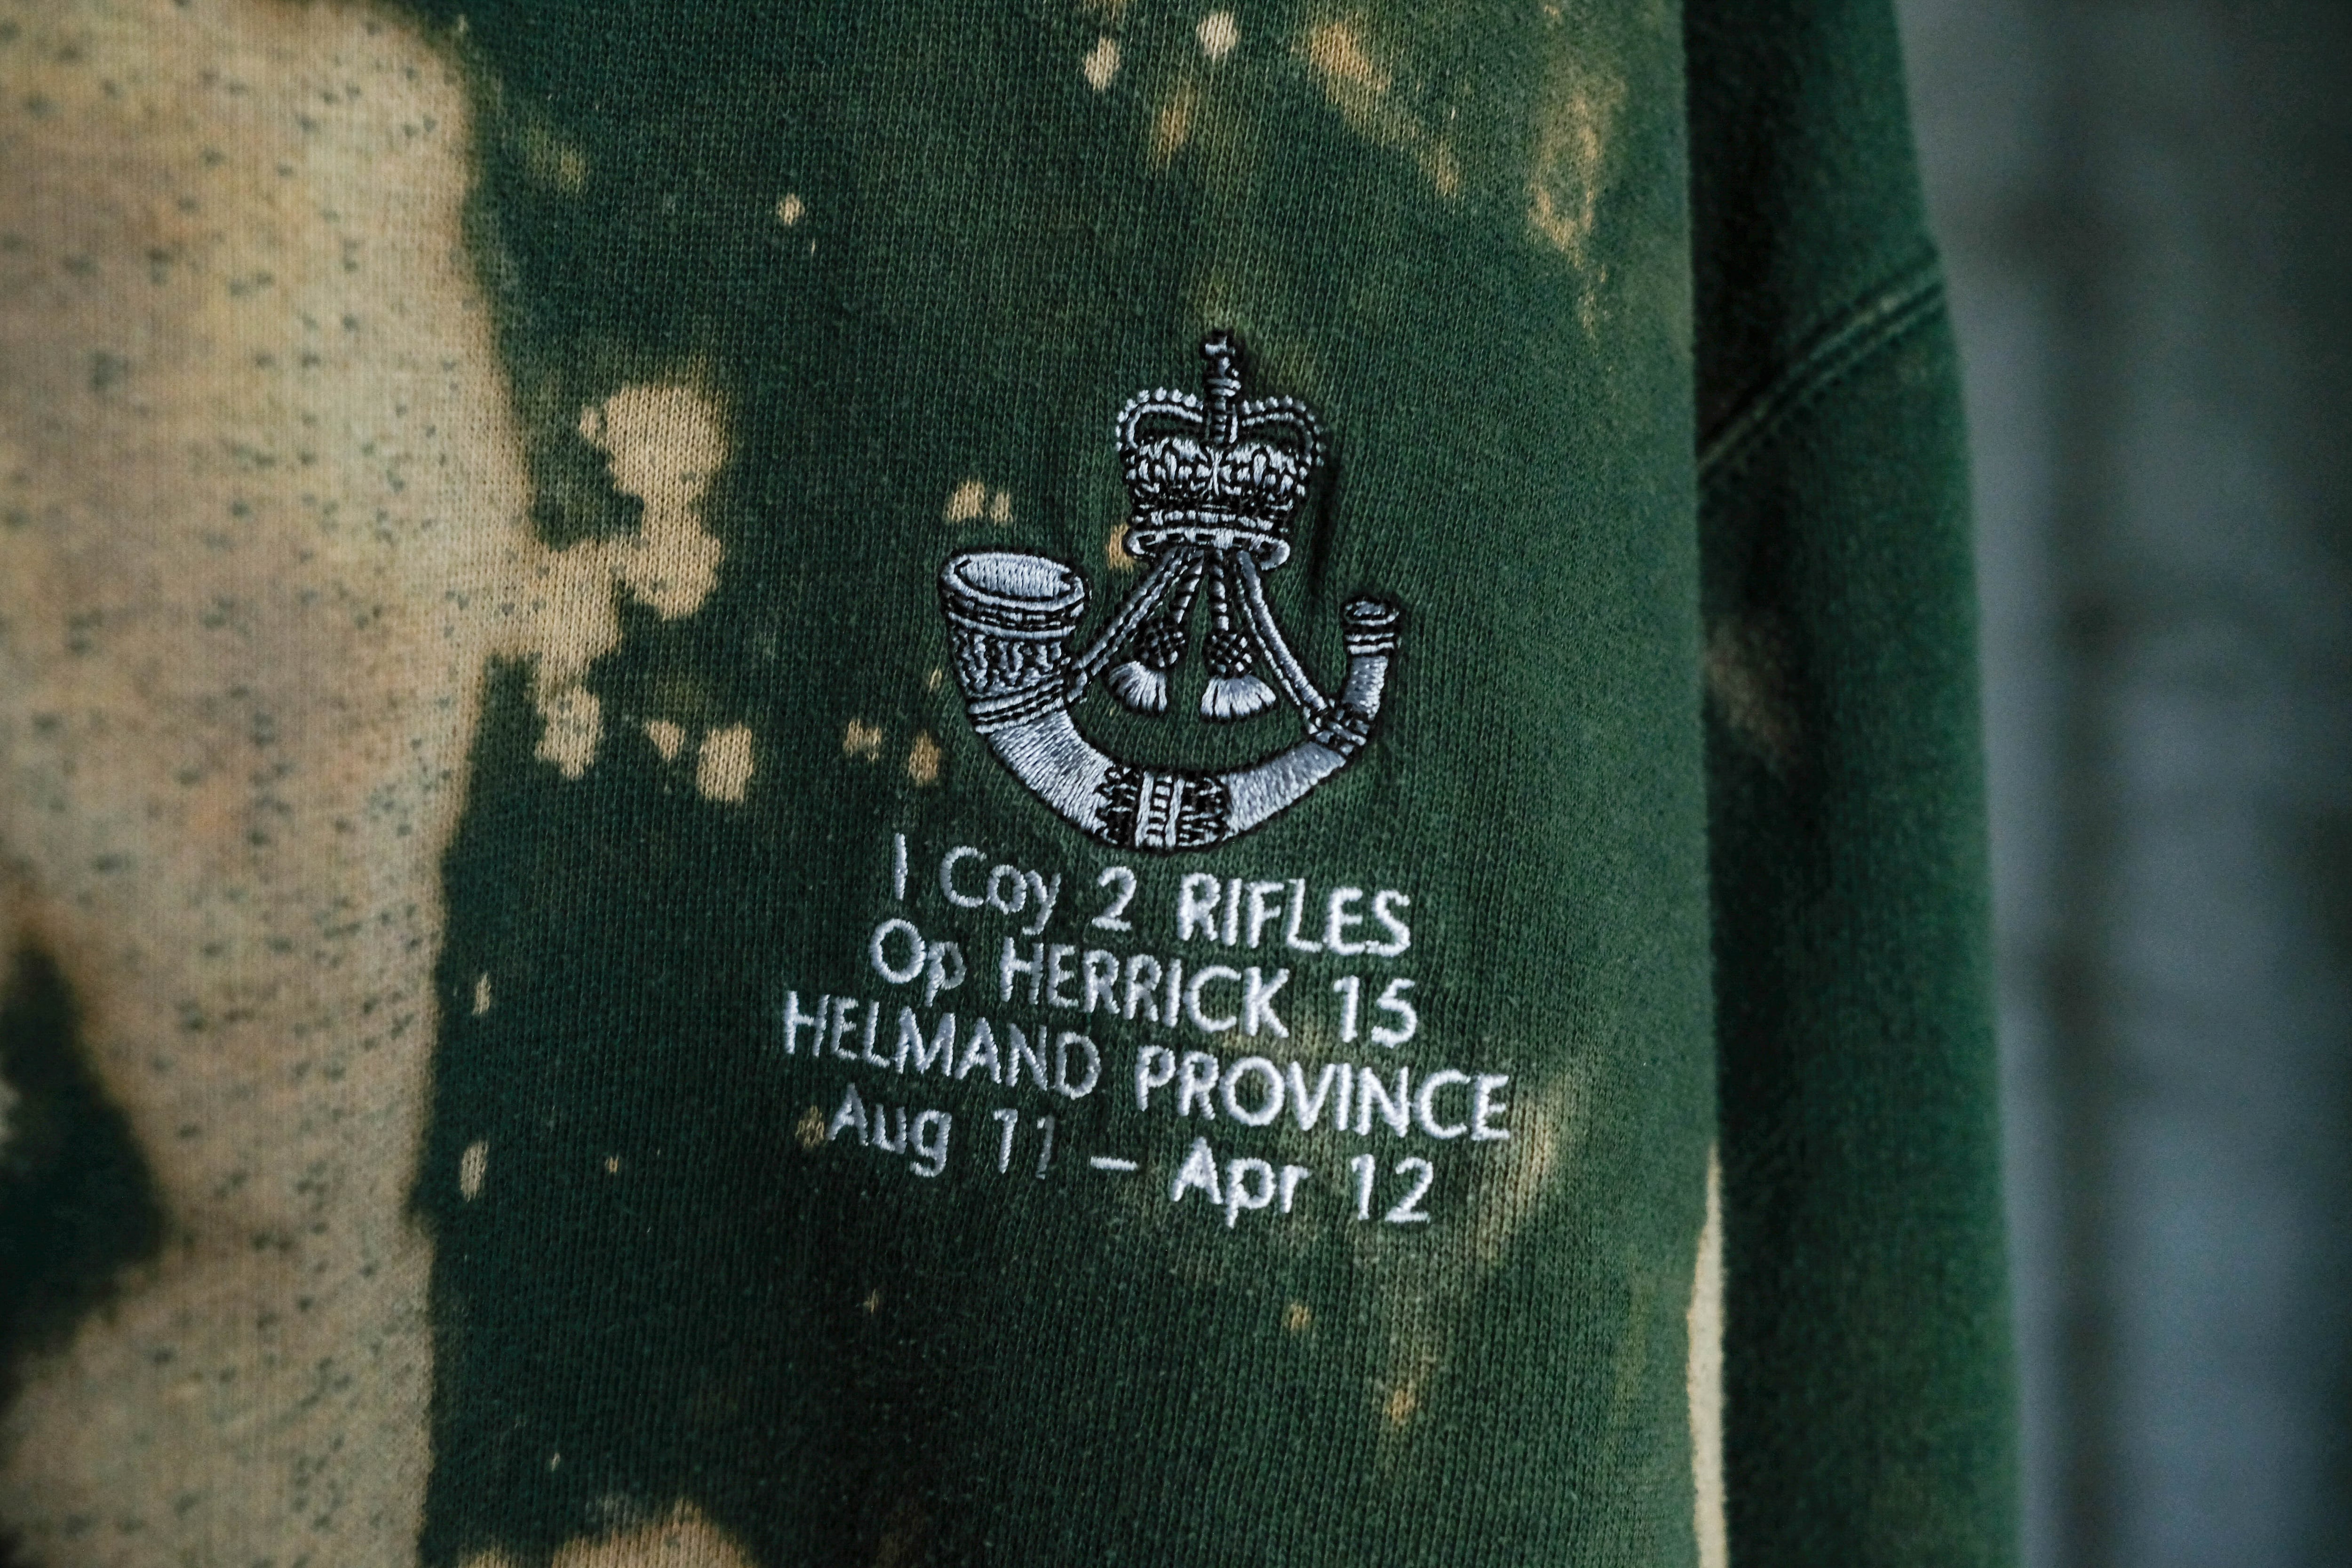 I Coy 2 RIFLES
Op HERRICK 15
HELMAND PROVINCE
Aug 11 – Apr 12